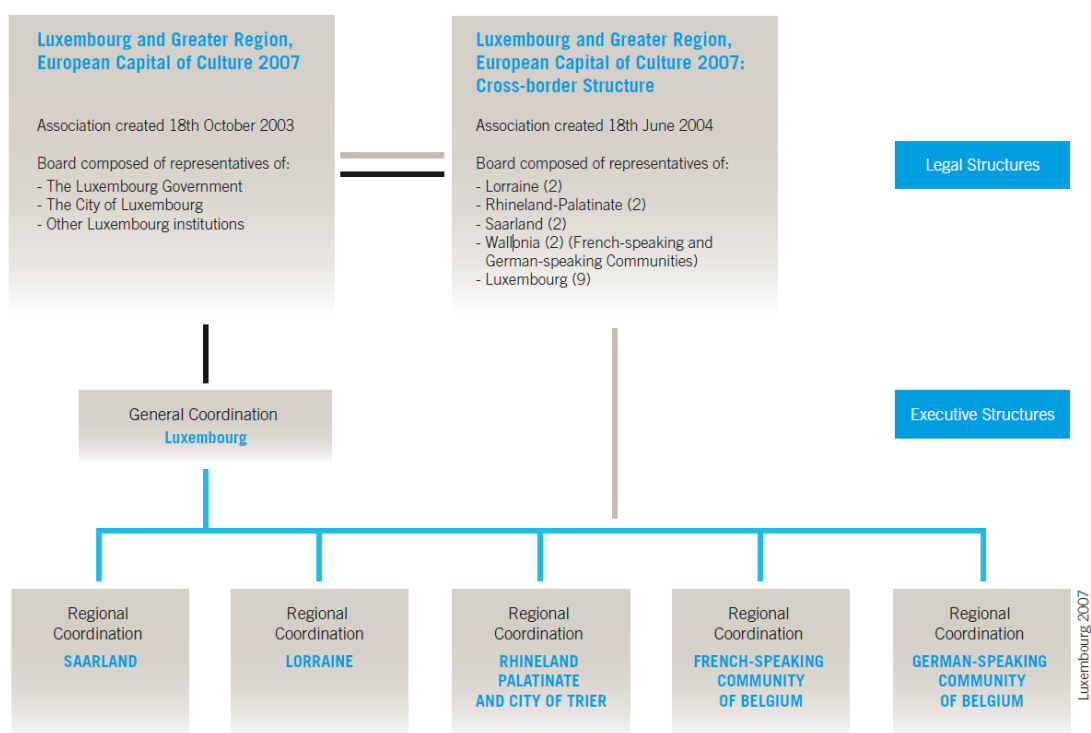 Luxembourg and Greater Region,
European Capital of Culture 2007
Association created 18th October 2003
Board composed of representatives of:
- The Luxembourg Government
- The City of Luxembourg
- Other Luxembourg institutions
Luxembourg and Greater Region,
European Capital of Culture 2007:
Cross-border Structure
Association created 18th June 2004
Board composed of representatives of:
- Lorraine (2)
- Rhineland-Palatinate (2)
- Saarland (2)
- Wallonia (2) (French-speaking and
German-speaking Communities)
- Luxembourg (9)
Legal Structures
General Coordination
Luxembourg
Executive Structures
Regional
Coordination
SAARLAND
Regional
Coordination
LORRAINE
Regional
Coordination
RHINELAND
PALATINATE
AND CITY OF TRIER
Regional
Coordination
FRENCH-SPEAKING
COMMUNITY
OF BELGIUM
Regional
Coordination
GERMAN-SPEAKING
COMMUNITY
OF BELGIUM
Luxembourg 2007